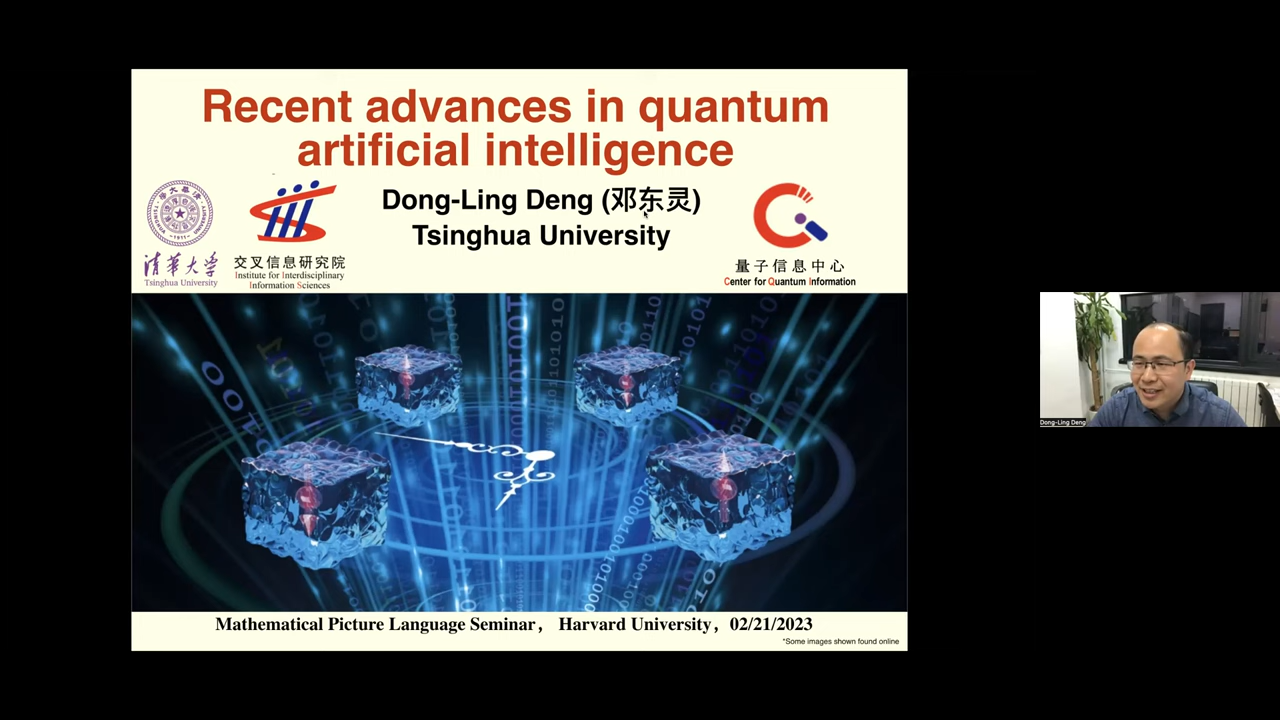 Recent advances in quantum
artificial intelligence
Dong-Ling Deng (邓东灵)
Tsinghua University
清华大学
Tsinghua University
交叉信息研究院
Institute for Interdisciplinary
Information Sciences
量子信息中心
Center for Quantum Information
Mathematical Picture Language Seminar， Harvard University，02/21/2023
*Some images shown found online
Dong-Ling Deng